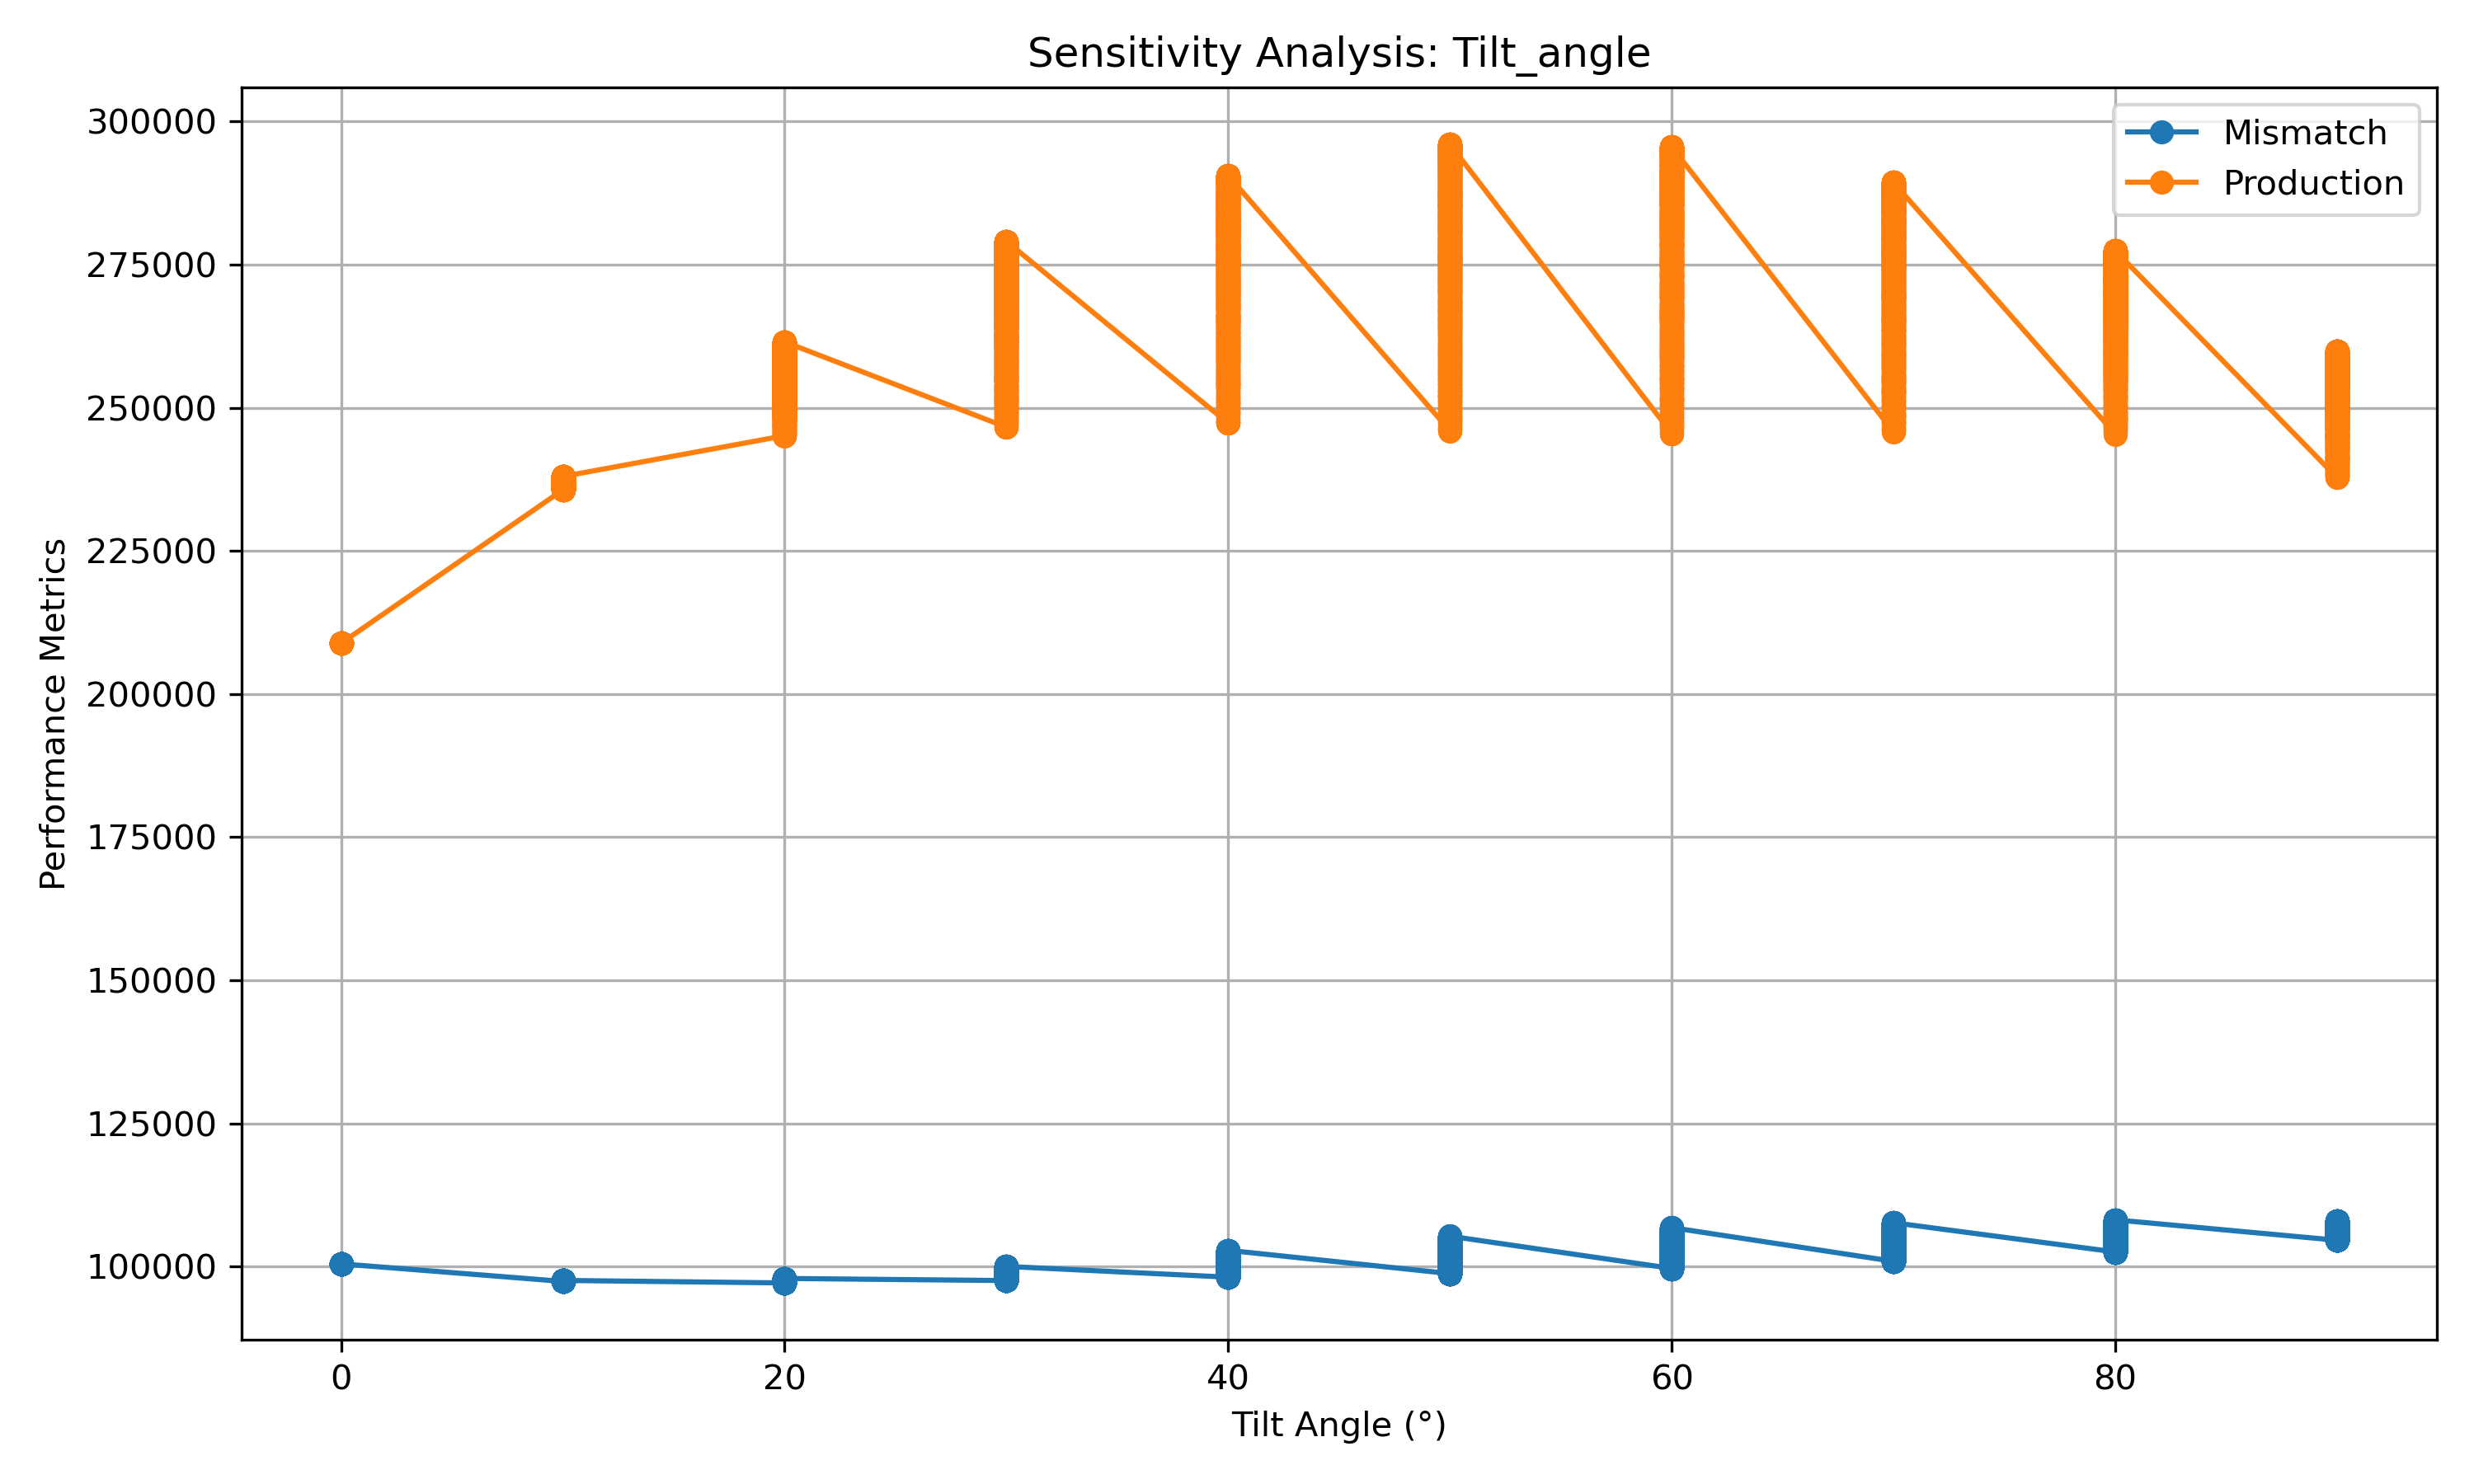 Sensitivity Analysis: Tilt_angle
Mismatch
Production
Performance Metrics
300000
275000
250000
225000
200000
175000
150000
125000
100000
0
20
40
60
80
Tilt Angle (°)